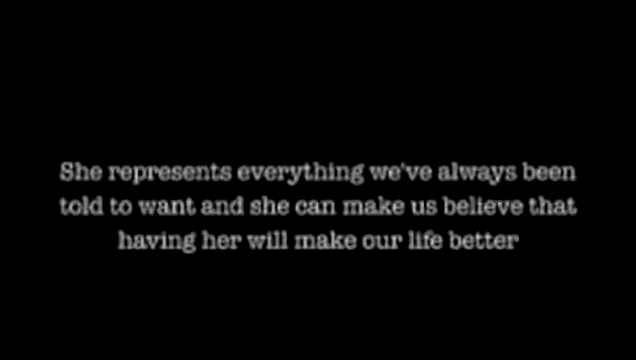 She represents everything we've always been
told to want and she can make us believe that
having her will make our life better